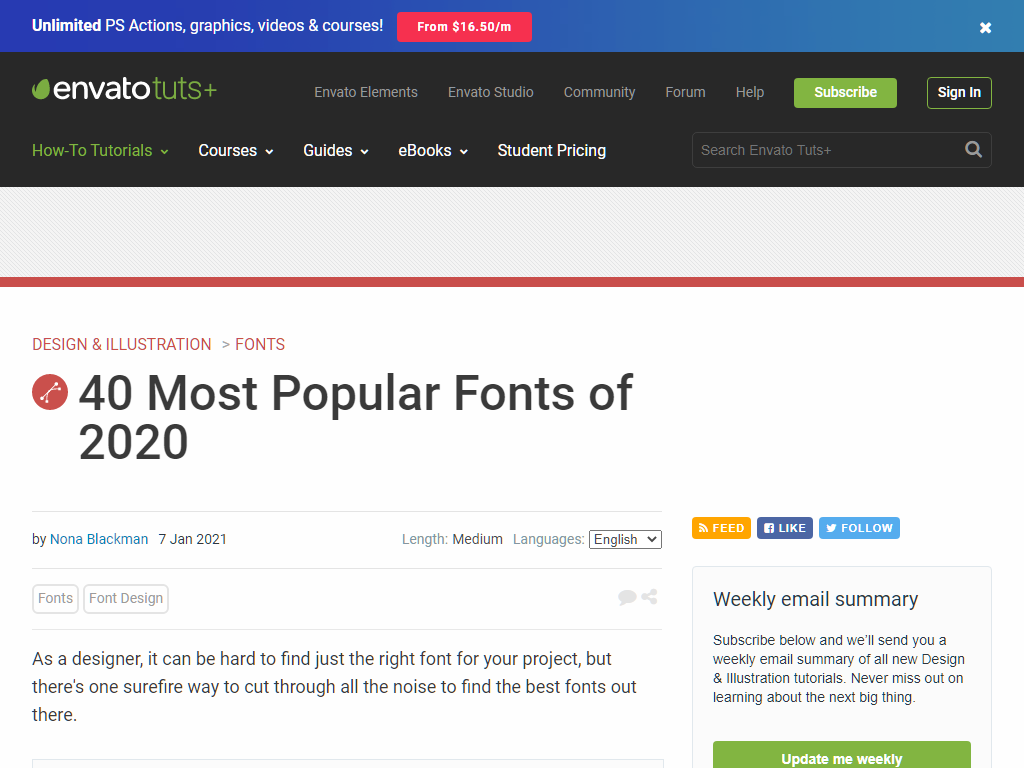 Unlimited PS Actions, graphics, videos & courses! From $16.50/m
envatotuts+
Envato Elements Envato Studio Community Forum Help Subscribe Sign In
How-To Tutorials Courses Guides eBooks Student Pricing Search Envato Tuts+
DESIGN & ILLUSTRATION > FONTS
40 Most Popular Fonts of
2020
by Nona Blackman 7 Jan 2021 Length: Medium Languages: English
Fonts Font Design
As a designer, it can be hard to find just the right font for your project, but
there's one surefire way to cut through all the noise to find the best fonts out
there.
FEED LIKE FOLLOW
Weekly email summary
Subscribe below and we'll send you a
weekly email summary of all new Design
& Illustration tutorials. Never miss out on
learning about the next big thing.
Update me weekly